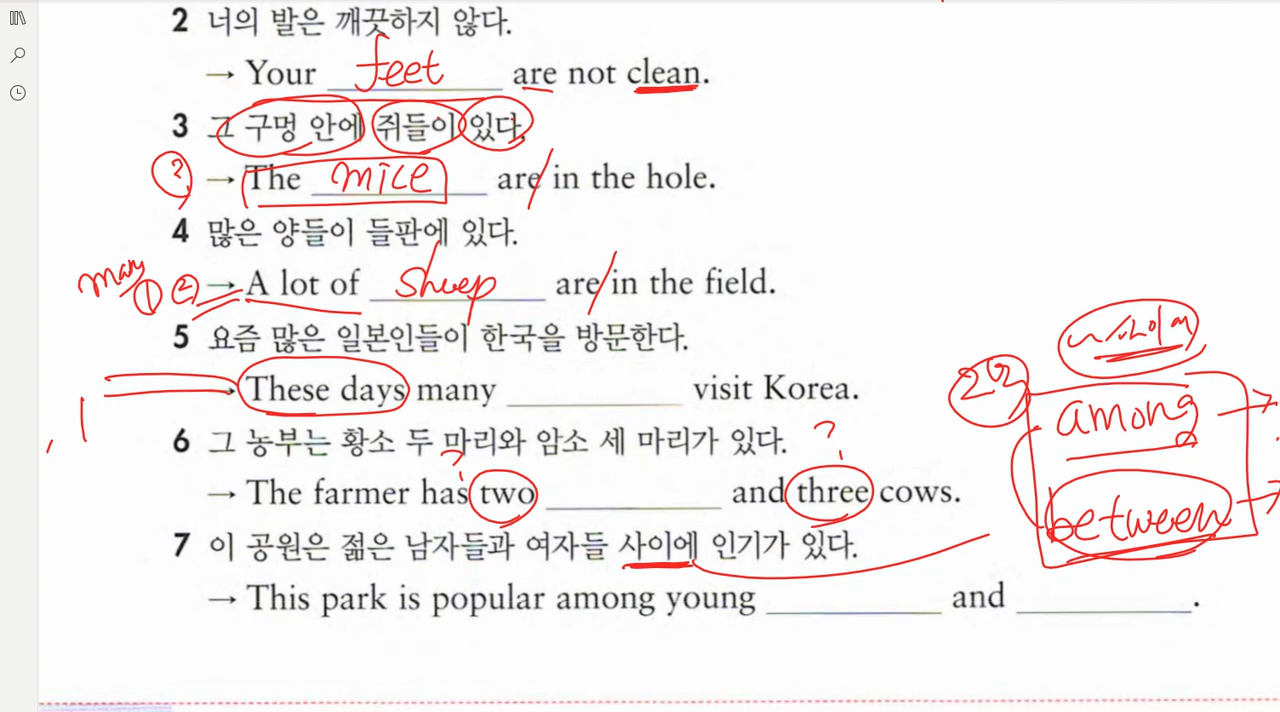 2 너의 발은 깨끗하지 않다.
→ Your feet are not clean.
3 그 구멍 안에 쥐들이 있다.
? → The mice are / in the hole.
4 많은 양들이 들판에 있다.
many ① ② → A lot of sheep are / in the field.
5 요즘 많은 일본인들이 한국을 방문한다.
→ These days many ________ visit Korea.
6 그 농부는 황소 두 마리와 암소 세 마리가 있다.
? ?
→ The farmer has two ________ and three cows.
7 이 공원은 젊은 남자들과 여자들 사이에 인기가 있다.
→ This park is popular among young ________ and ________.
among →
between →